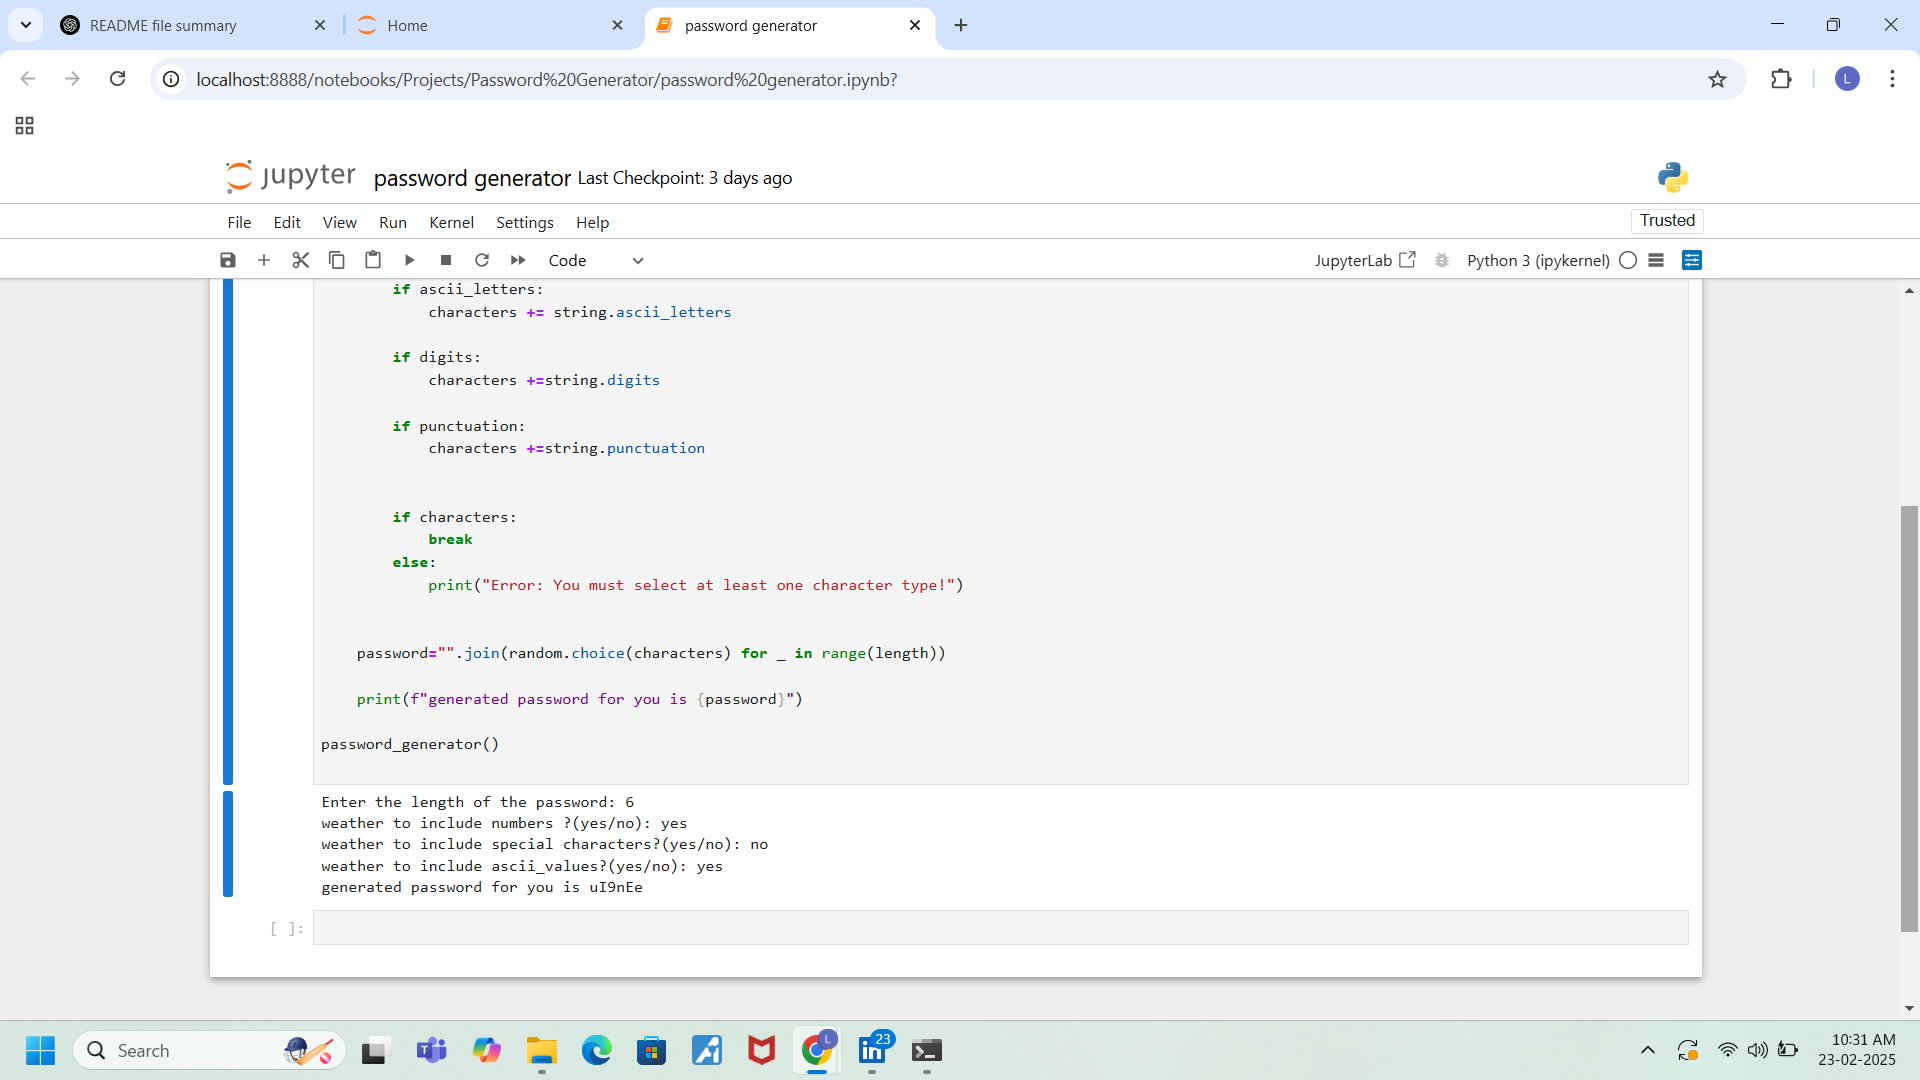 README file summary
Home
password generator
localhost:8888/notebooks/Projects/Password%20Generator/password%20generator.ipynb?
L
jupyter password generator Last Checkpoint: 3 days ago
File Edit View Run Kernel Settings Help
Trusted
Code
JupyterLab
Python 3 (ipykernel)
if ascii_letters:
characters += string.ascii_letters
if digits:
characters +=string.digits
if punctuation:
characters +=string.punctuation
if characters:
break
else:
print("Error: You must select at least one character type!")
password="".join(random.choice(characters) for _ in range(length))
print(f"generated password for you is {password}")
password_generator()
Enter the length of the password: 6
weather to include numbers ?(yes/no): yes
weather to include special characters?(yes/no): no
weather to include ascii_values?(yes/no): yes
generated password for you is uI9nEe
[ ]:
Search
L
23
10:31 AM
23-02-2025